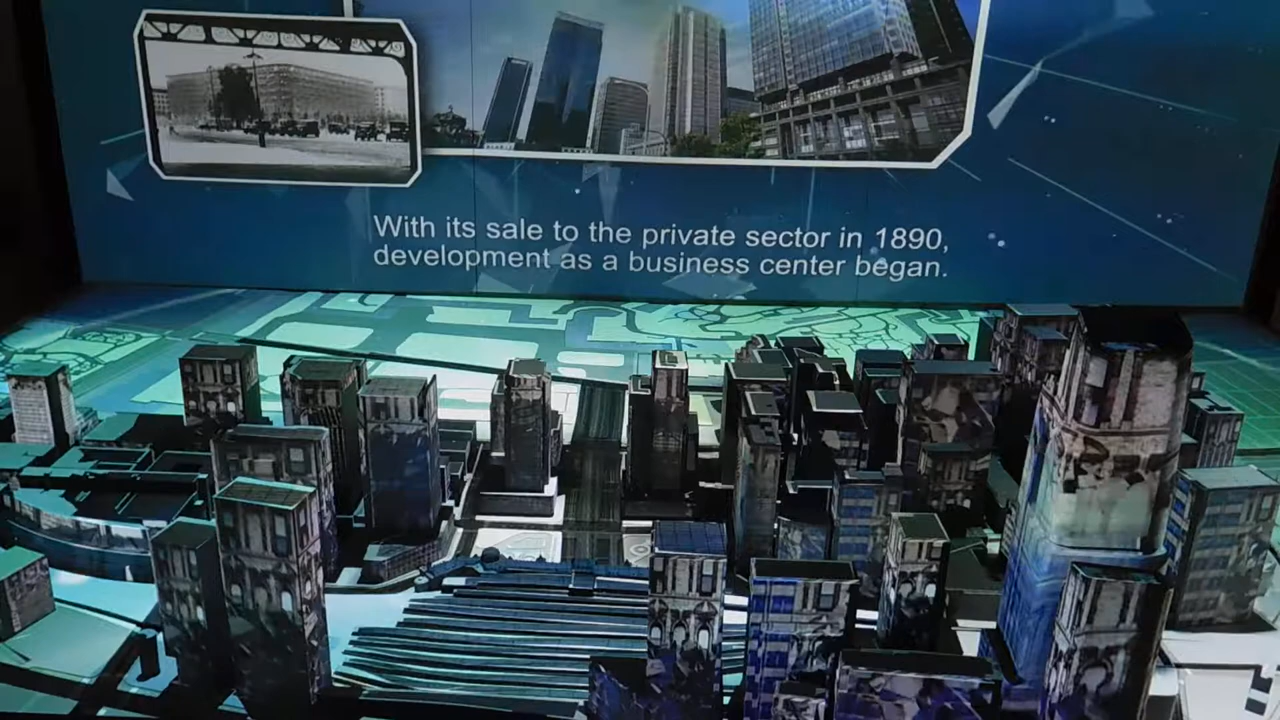 With its sale to the private sector in 1890,
development as a business center began.